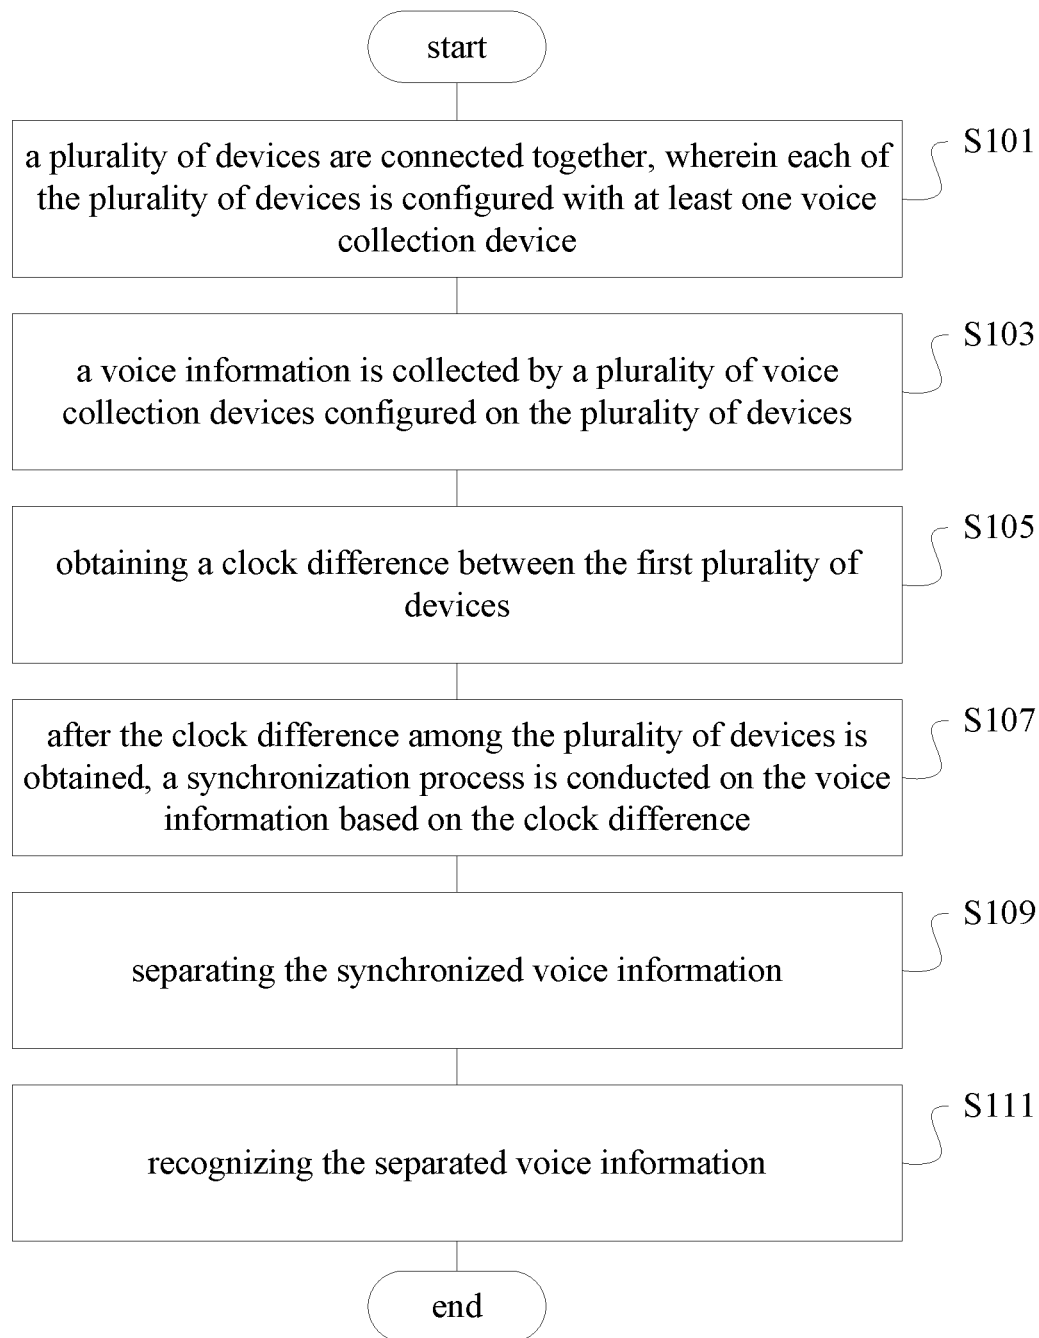 start
a plurality of devices are connected together, wherein each of
the plurality of devices is configured with at least one voice
collection device
S101
a voice information is collected by a plurality of voice
collection devices configured on the plurality of devices
S103
obtaining a clock difference between the first plurality of
devices
S105
after the clock difference among the plurality of devices is
obtained, a synchronization process is conducted on the voice
information based on the clock difference
S107
separating the synchronized voice information
S109
recognizing the separated voice information
S111
end